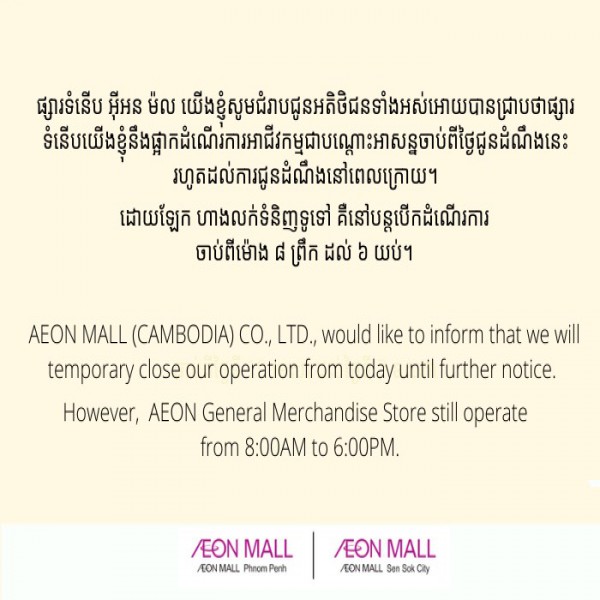 ផ្សារទំនើប អ៊ីអន ម៉ល យើងខ្ញុំសូមជំរាបជូនអតិថិជនទាំងអស់អោយបានជ្រាបថាផ្សារ
ទំនើបយើងខ្ញុំនឹងផ្អាកដំណើរការអាជីវកម្មជាបណ្ដោះអាសន្នចាប់ពីថ្ងៃជូនដំណឹងនេះ
រហូតដល់ការជូនដំណឹងនៅពេលក្រោយ។
ដោយឡែក ហាងលក់ទំនិញទូទៅ គឺនៅបន្តបើកដំណើរការ
ចាប់ពីម៉ោង ៨ ព្រឹក ដល់ ៦ យប់។
AEON MALL (CAMBODIA) CO., LTD., would like to inform that we will
temporary close our operation from today until further notice.
However, AEON General Merchandise Store still operate
from 8:00AM to 6:00PM.
ÆON MALL ÆON MALL
ÆON MALL Phnom Penh ÆON MALL Sen Sok City